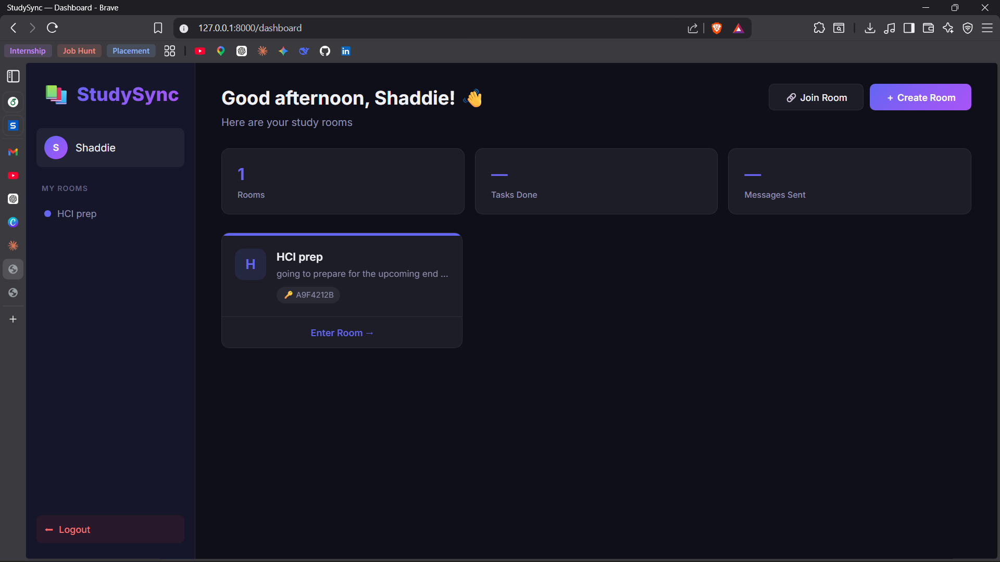 StudySync — Dashboard - Brave
127.0.0.1:8000/dashboard
Internship
Job Hunt
Placement
StudySync
S
Shaddie
MY ROOMS
HCI prep
Logout
Good afternoon, Shaddie! 👋
Here are your study rooms
🔗 Join Room
+ Create Room
1
Rooms
—
Tasks Done
—
Messages Sent
H
HCI prep
going to prepare for the upcoming end ...
🔑 A9F4212B
Enter Room →